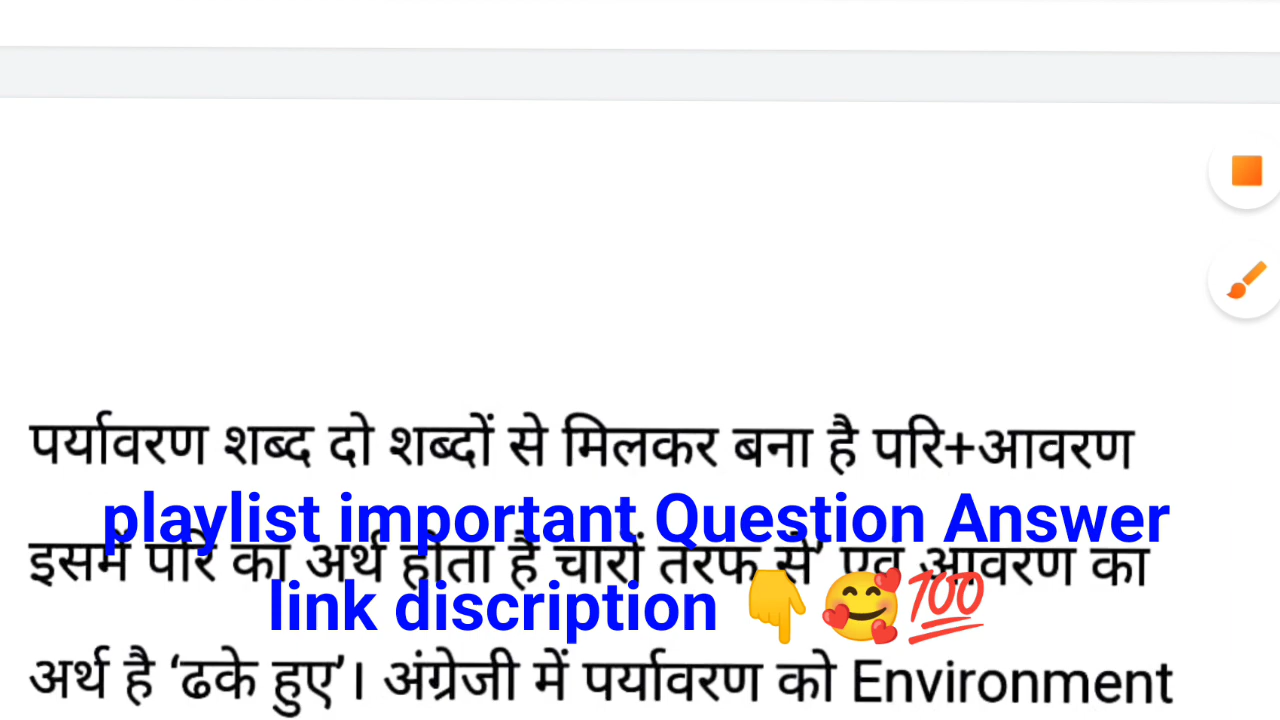 पर्यावरण शब्द दो शब्दों से मिलकर बना है परि+आवरण
playlist important Question Answer
इसमें परि का अर्थ होता है चारों तरफ से’ एवं आवरण का
link discription 👇🥰💯
अर्थ है ‘ढके हुए’। अंग्रेजी में पर्यावरण को Environment